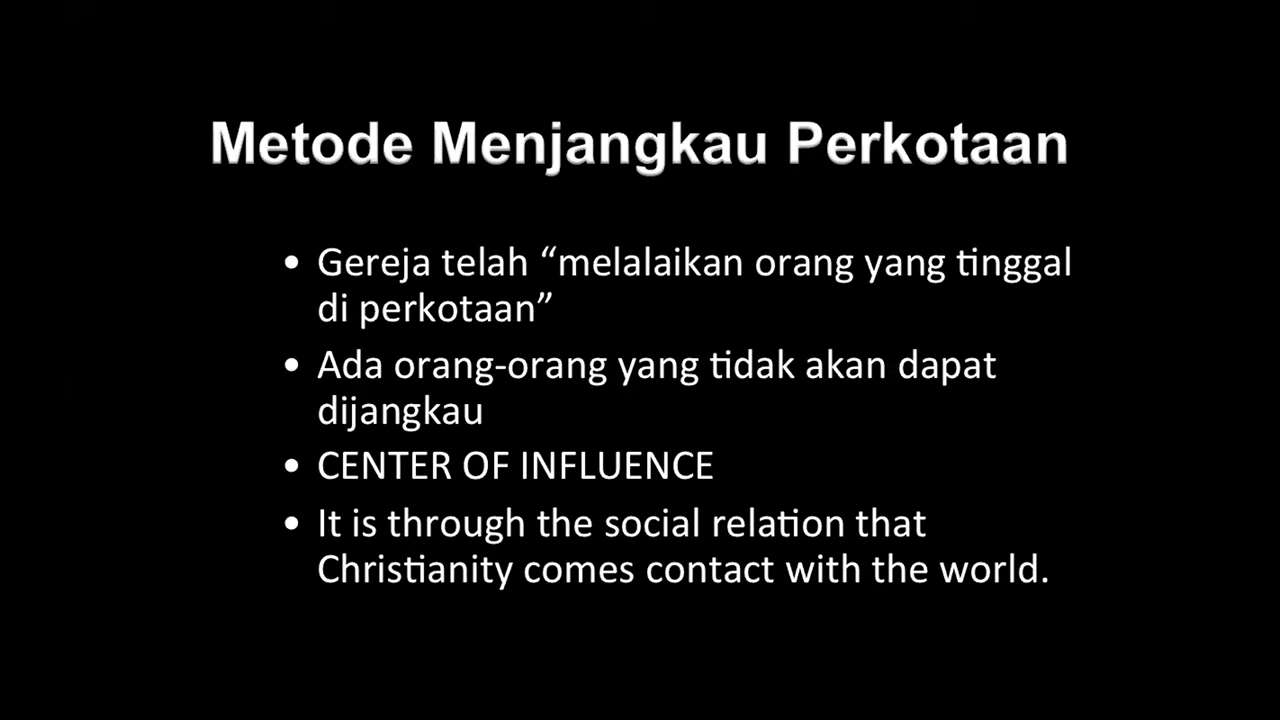 Metode Menjangkau Perkotaan
• Gereja telah “melalaikan orang yang tinggal
di perkotaan”
• Ada orang-orang yang tidak akan dapat
dijangkau
• CENTER OF INFLUENCE
• It is through the social relation that
Christianity comes contact with the world.